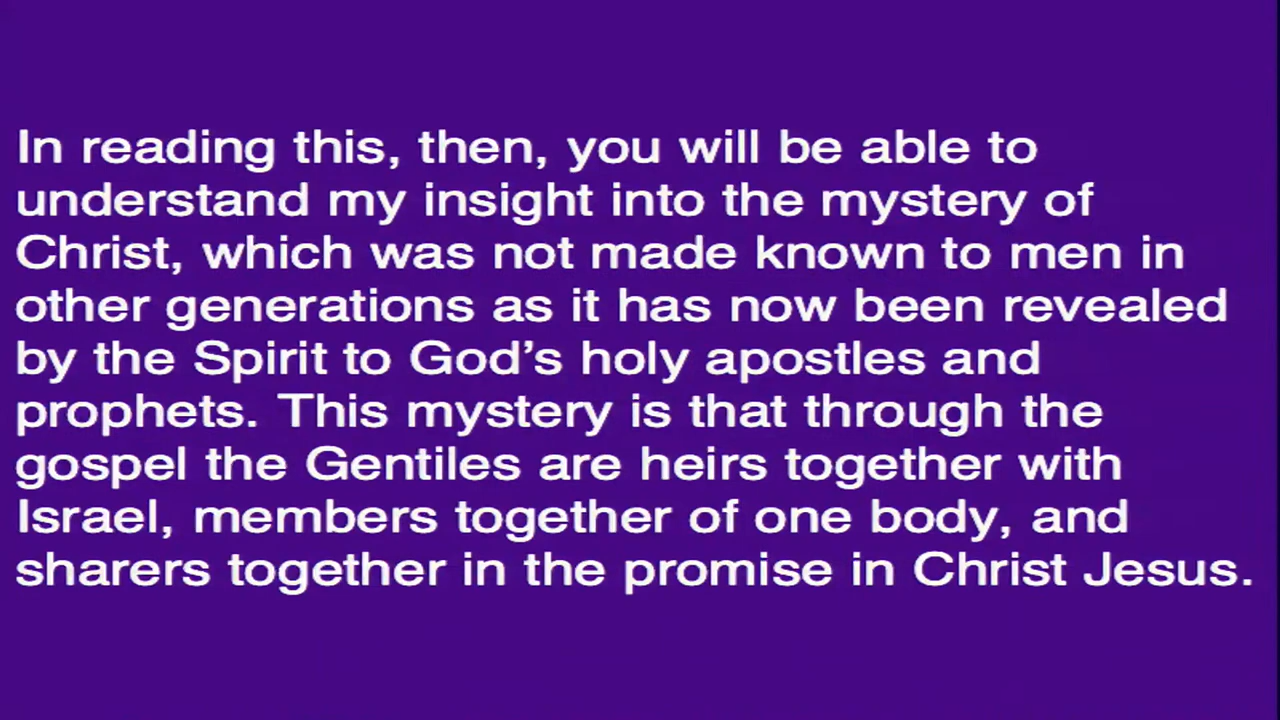 In reading this, then, you will be able to
understand my insight into the mystery of
Christ, which was not made known to men in
other generations as it has now been revealed
by the Spirit to God’s holy apostles and
prophets. This mystery is that through the
gospel the Gentiles are heirs together with
Israel, members together of one body, and
sharers together in the promise in Christ Jesus.